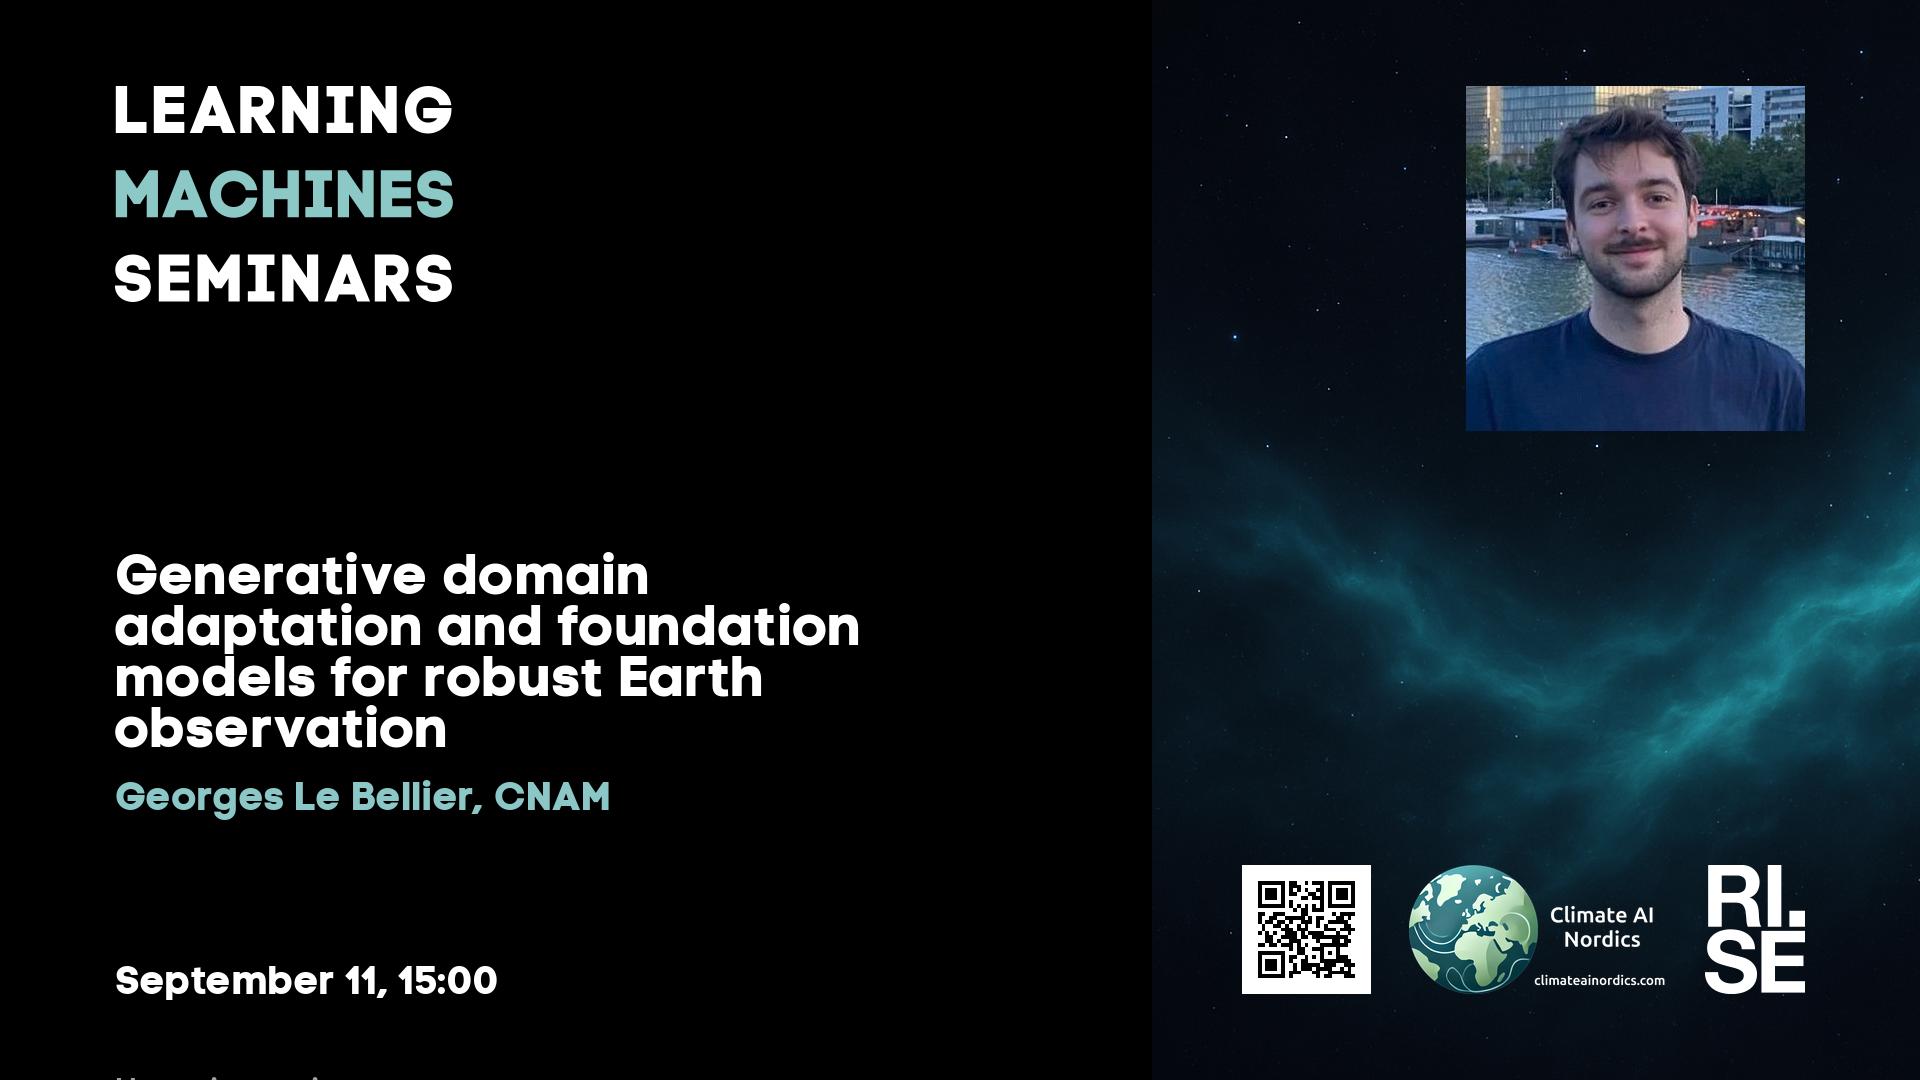 LEARNING
MACHINES
SEMINARS
Generative domain
adaptation and foundation
models for robust Earth
observation
Georges Le Bellier, CNAM
September 11, 15:00
Climate AI
Nordics
climateainordics.com
RI.
SE